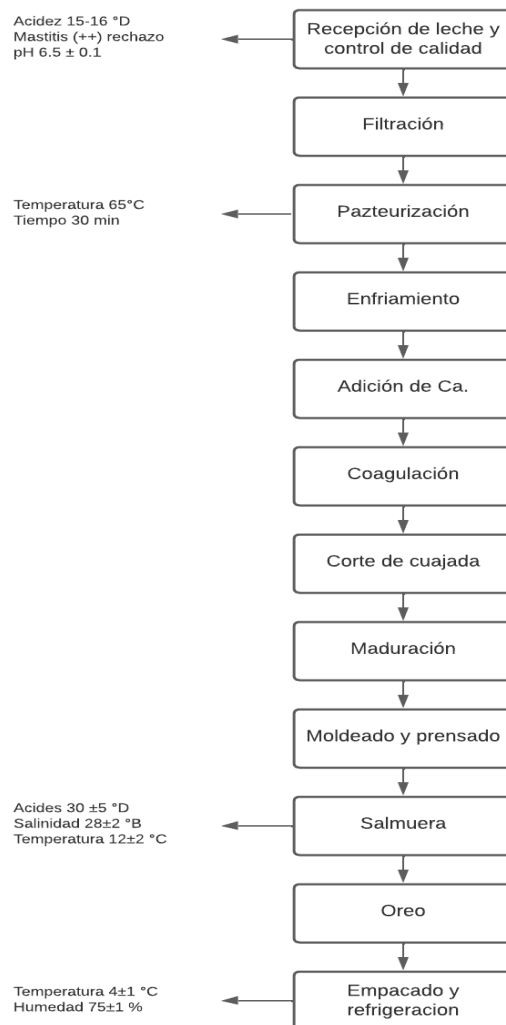 Acidez 15-16 °D
Mastitis (++) rechazo
pH 6.5 ± 0.1
Recepción de leche y
control de calidad
Filtración
Temperatura 65°C
Tiempo 30 min
Pazteurización
Enfriamiento
Adición de Ca.
Coagulación
Corte de cuajada
Maduración
Moldeado y prensado
Acides 30 ±5 °D
Salinidad 28±2 °B
Temperatura 12±2 °C
Salmuera
Oreo
Temperatura 4±1 °C
Humedad 75±1 %
Empacado y
refrigeracion